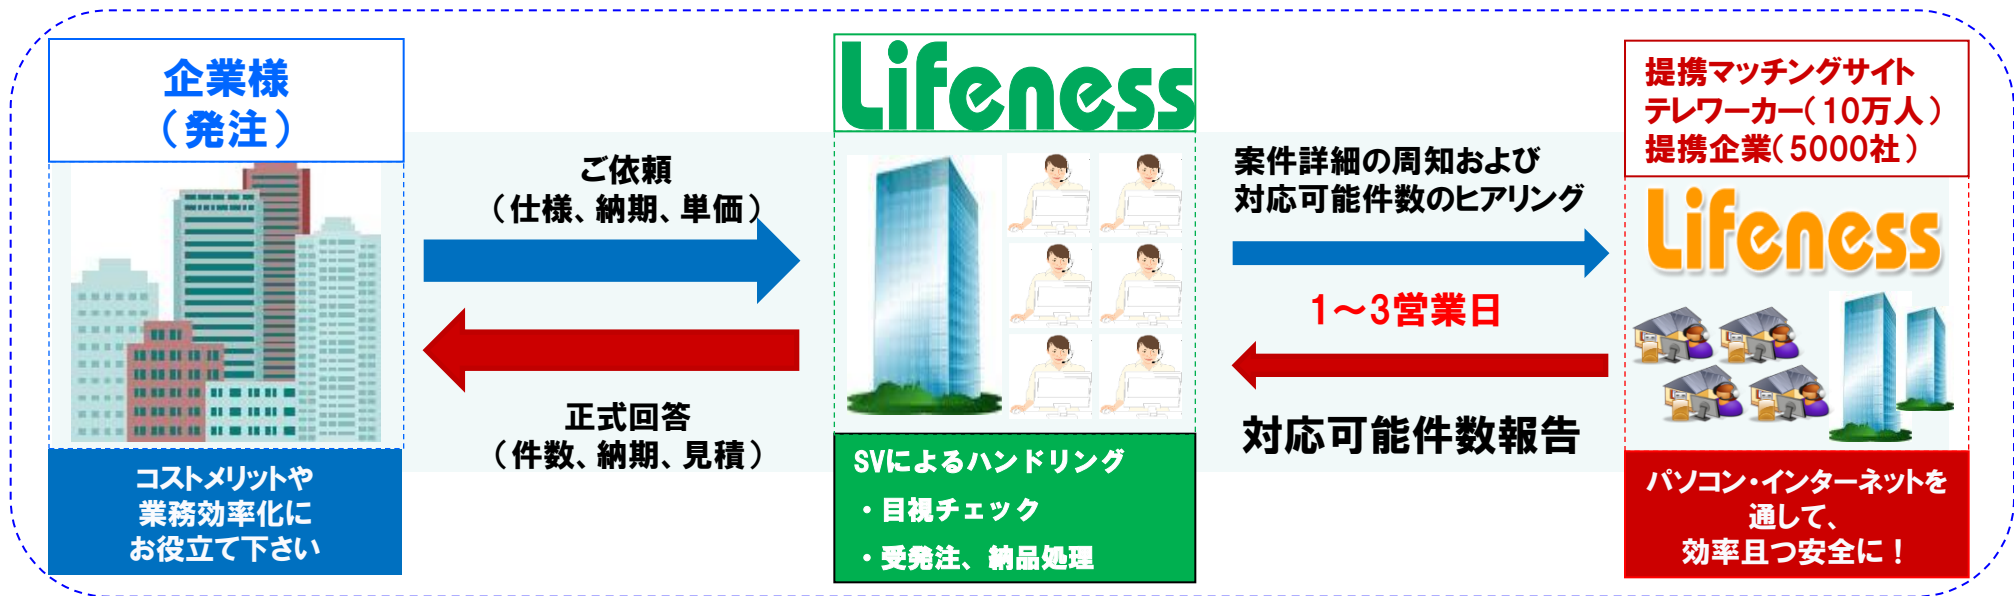 企業様
（発注）
コストメリットや
業務効率化に
お役立て下さい
ご依頼
（仕様、納期、単価）
正式回答
（件数、納期、見積）
Lifeness
SVによるハンドリング
・目視チェック
・受発注、納品処理
案件詳細の周知および
対応可能件数のヒアリング
1～3営業日
対応可能件数報告
提携マッチングサイト
テレワーカー（10万人）
提携企業（5000社）
Lifeness
パソコン・インターネットを
通して、
効率且つ安全に！